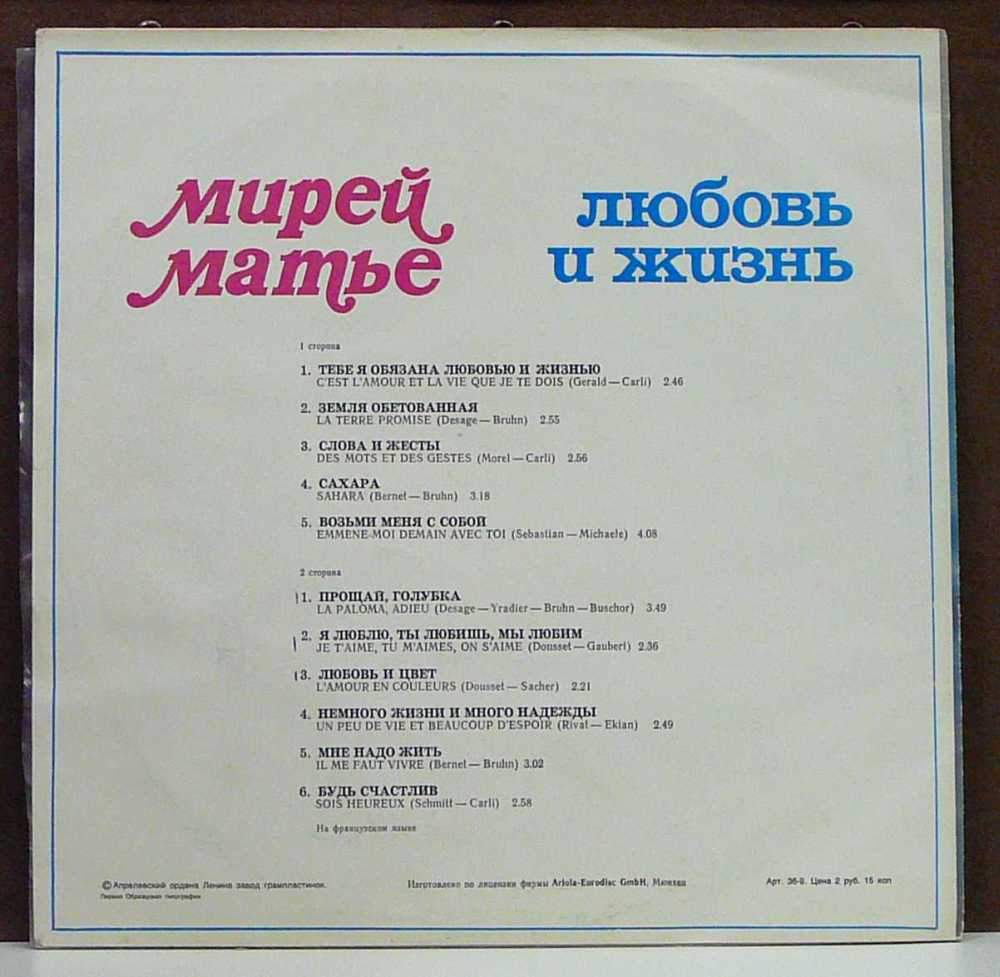 мирей
матье
любовь
и жизнь
1 сторона
1. ТЕБЕ Я ОБЯЗАНА ЛЮБОВЬЮ И ЖИЗНЬЮ
C'EST L'AMOUR ET LA VIE QUE JE TE DOIS (Gerald — Carli) 2.46
2. ЗЕМЛЯ ОБЕТОВАННАЯ
LA TERRE PROMISE (Desage — Bruhn) 2.55
3. СЛОВА И ЖЕСТЫ
DES MOTS ET DES GESTES (Morel — Carli) 2.56
4. САХАРА
SAHARA (Bernet — Bruhn) 3.18
5. ВОЗЬМИ МЕНЯ С СОБОЙ
EMMENE-MOI DEMAIN AVEC TOI (Sebastian — Michaele) 4.08
2 сторона
1. ПРОЩАЙ, ГОЛУБКА
LA PALOMA, ADIEU (Desage — Yradier — Bruhn — Buschor) 3.49
2. Я ЛЮБЛЮ, ТЫ ЛЮБИШЬ, МЫ ЛЮБИМ
JE T'AIME, TU M'AIMES, ON S'AIME (Dousset — Gaubert) 2.36
3. ЛЮБОВЬ И ЦВЕТ
L'AMOUR EN COULEURS (Dousset — Sacher) 2.21
4. НЕМНОГО ЖИЗНИ И МНОГО НАДЕЖДЫ
UN PEU DE VIE ET BEAUCOUP D'ESPOIR (Rivat — Ekian) 2.49
5. МНЕ НАДО ЖИТЬ
IL ME FAUT VIVRE (Bernet — Bruhn) 3.02
6. БУДЬ СЧАСТЛИВ
SOIS HEUREUX (Schmitt — Carli) 2.58
На французском языке
© Апрелевский ордена Ленина завод грампластинок. Изготовлено по лицензии фирмы Ariola-Eurodisc GmbH, Мюнхен Арт. 36-8. Цена 2 руб. 15 коп
Первая Образцовая типография